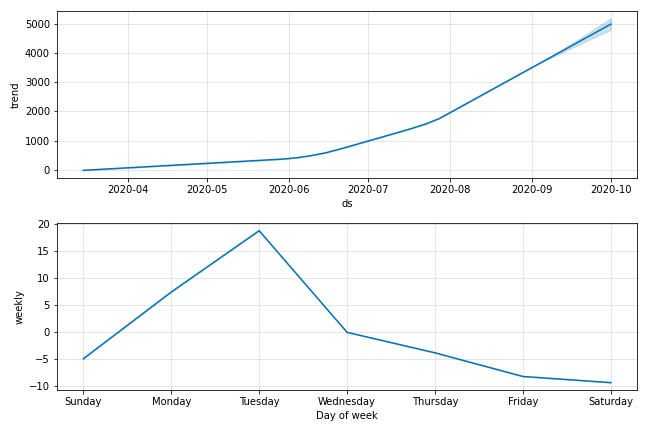 5000
4000
3000
2000
1000
0
trend
2020-04 2020-05 2020-06 2020-07 2020-08 2020-09 2020-10
ds
20
15
10
5
0
−5
−10
weekly
Sunday Monday Tuesday Wednesday Thursday Friday Saturday
Day of week